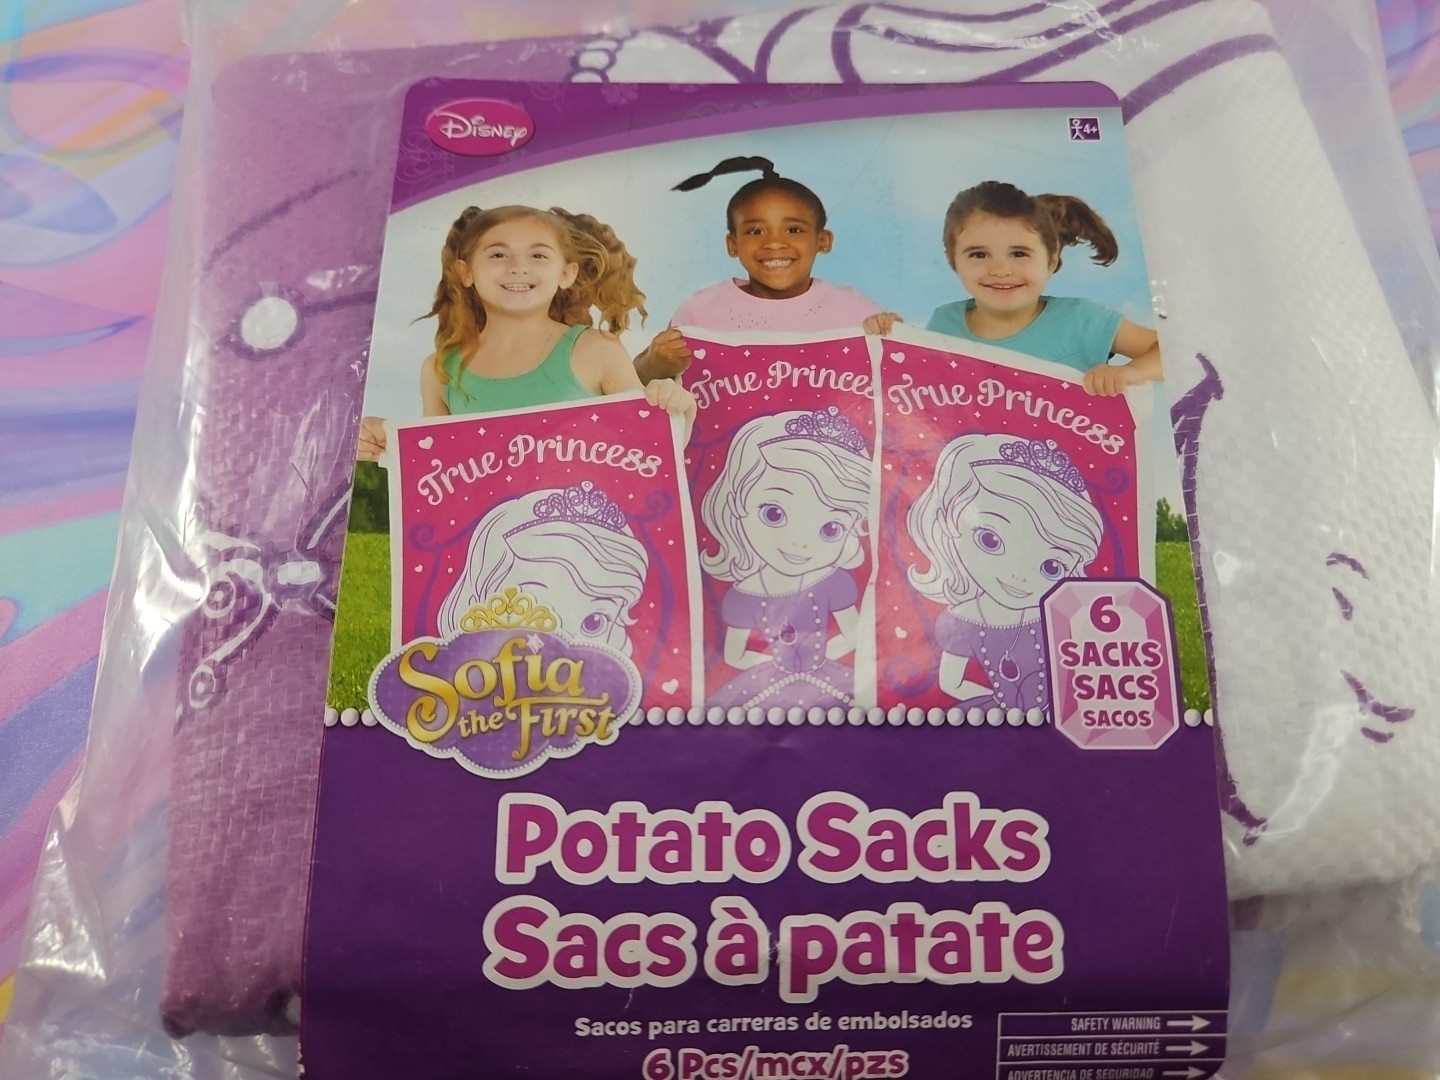 Disney
4+
True Princess
True Princess
True Princess
Sofia
the First
6
SACKS
SACS
SACOS
Potato Sacks
Sacs à patate
Sacos para carreras de embolsados
6 Pcs/mcx/pzs
SAFETY WARNING
AVERTISSEMENT DE SÉCURITÉ
ADVERTENCIA DE SEGURIDAD